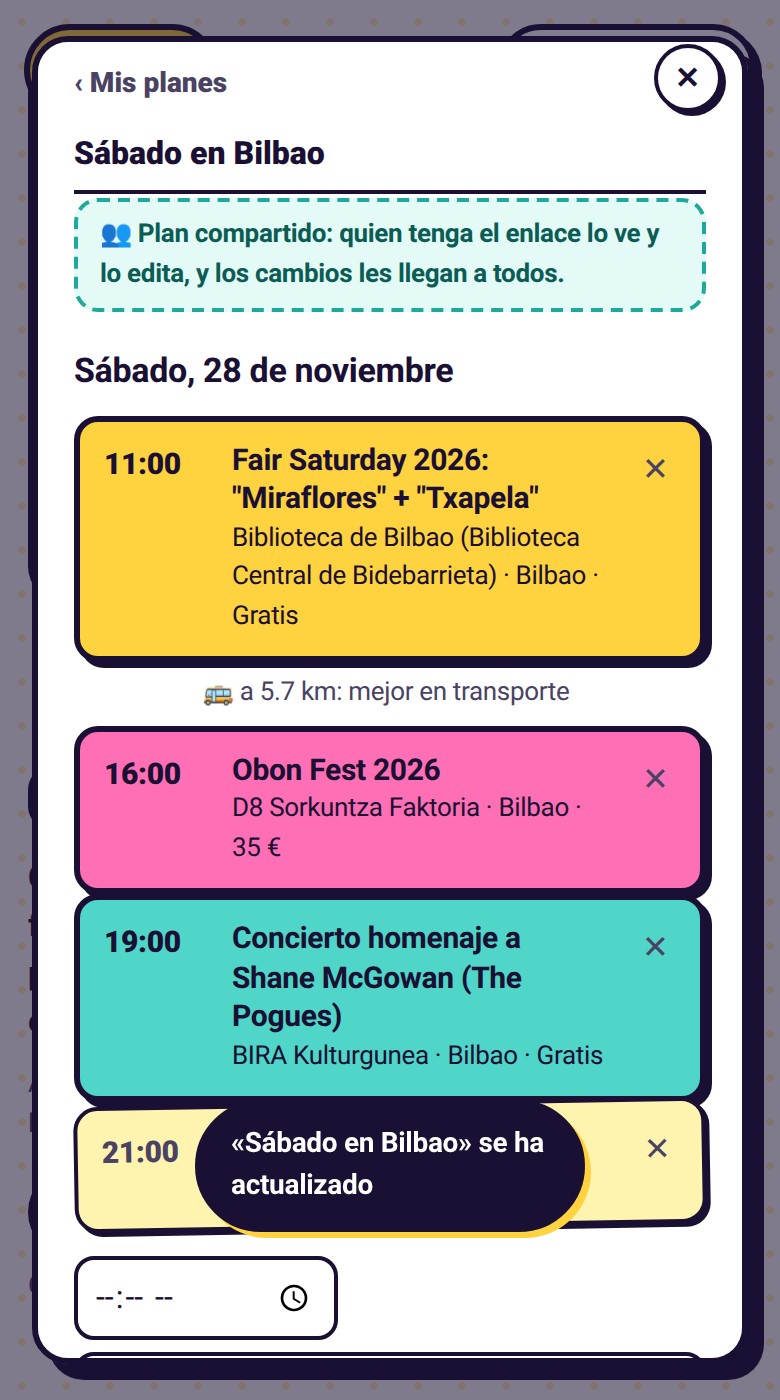 ‹ Mis planes
✕
Sábado en Bilbao
👥 Plan compartido: quien tenga el enlace lo ve y
lo edita, y los cambios les llegan a todos.
Sábado, 28 de noviembre
11:00
Fair Saturday 2026:
"Miraflores" + "Txapela"
Biblioteca de Bilbao (Biblioteca
Central de Bidebarrieta) · Bilbao ·
Gratis
✕
🚌 a 5.7 km: mejor en transporte
16:00
Obon Fest 2026
D8 Sorkuntza Faktoria · Bilbao ·
35 €
✕
19:00
Concierto homenaje a
Shane McGowan (The
Pogues)
BIRA Kulturgunea · Bilbao · Gratis
✕
21:00
✕
«Sábado en Bilbao» se ha
actualizado
--:-- --